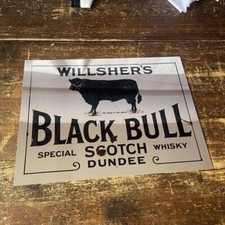 WILLSHER'S
BLACK BULL
SPECIAL SCOTCH WHISKY
DUNDEE